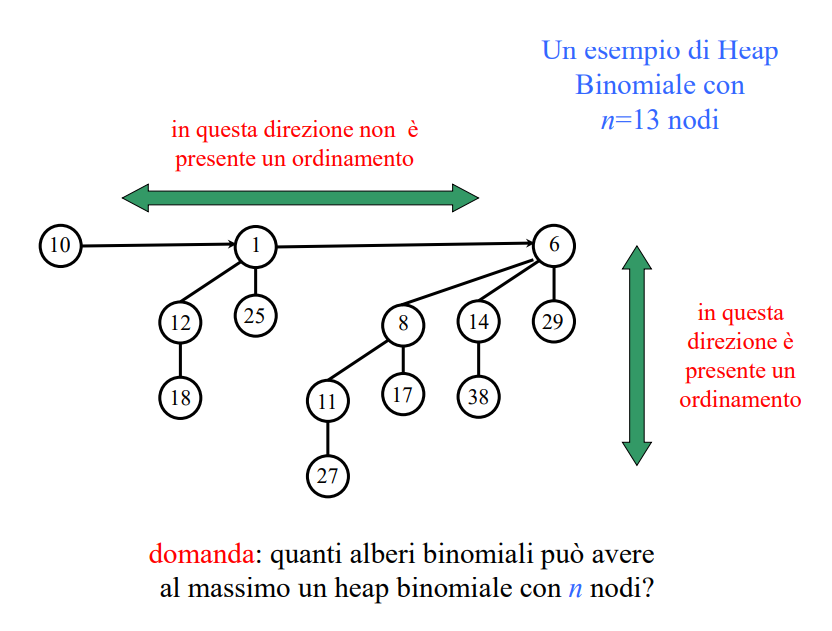 Un esempio di Heap
Binomiale con
n=13 nodi
in questa direzione non è
presente un ordinamento
10
1
6
12
25
8
14
29
18
11
17
38
27
in questa
direzione è
presente un
ordinamento
domanda: quanti alberi binomiali può avere
al massimo un heap binomiale con n nodi?